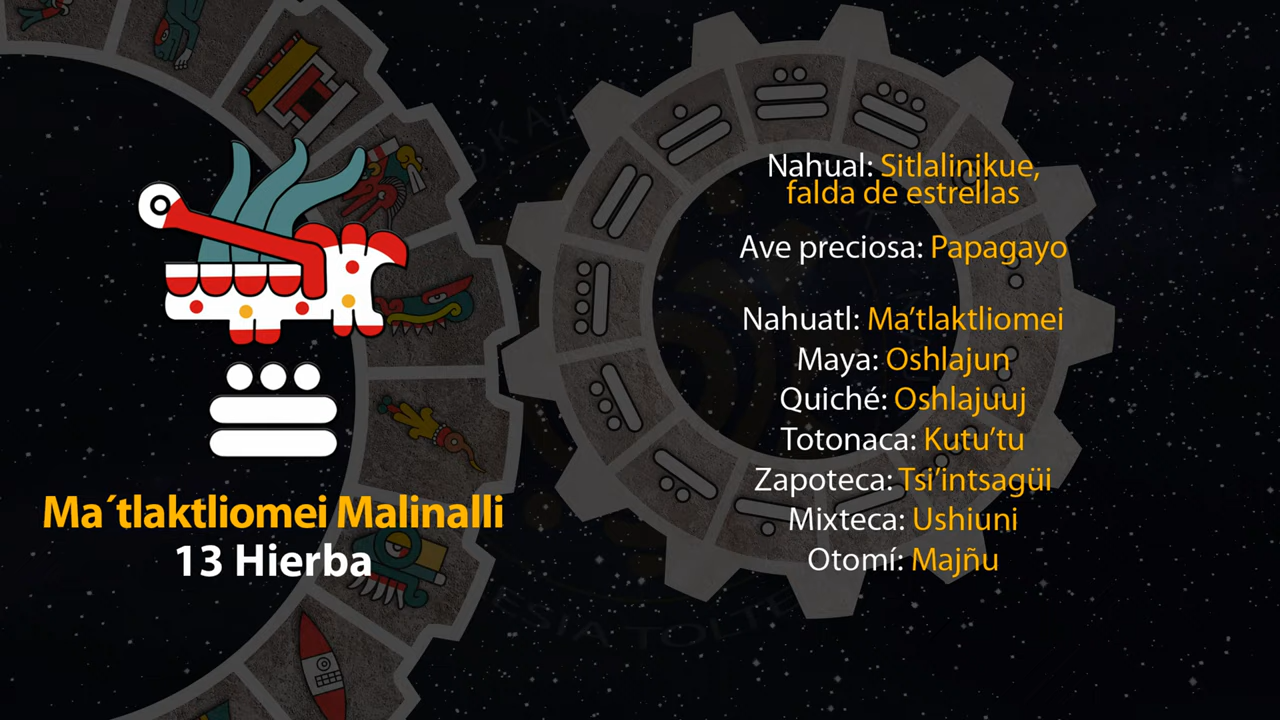 Ma´tlaktliomei Malinalli
13 Hierba
Nahual: Sitlalinikue,
falda de estrellas
Ave preciosa: Papagayo
Nahuatl: Ma’tlaktliomei
Maya: Oshlajun
Quiché: Oshlajuuj
Totonaca: Kutu’tu
Zapoteca: Tsi’intsagüi
Mixteca: Ushiuni
Otomí: Majñu